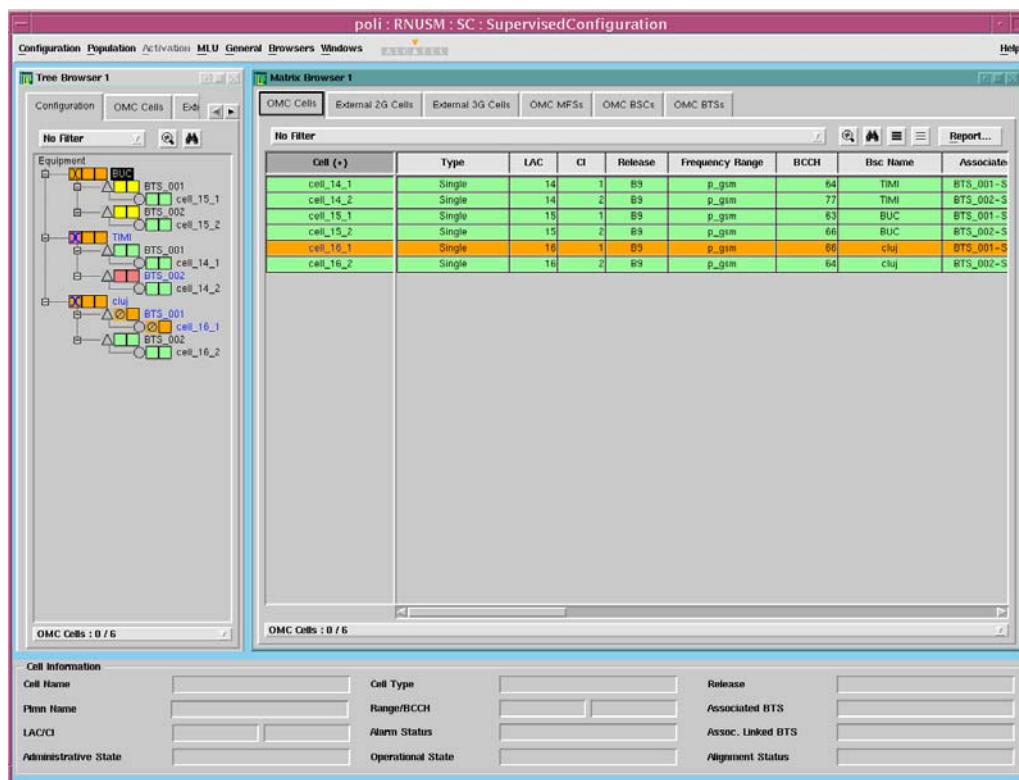 poli : RNUSM : SC : SupervisedConfiguration
Configuration Population Activation MLU General Browsers Windows ALCATEL Help
Tree Browser 1
Configuration OMC Cells
No Filter
Equipment
BUC
BTS_001
cell_15_1
BTS_002
cell_15_2
TIMI
BTS_001
cell_14_1
BTS_002
cell_14_2
cluj
BTS_001
cell_16_1
BTS_002
cell_16_2
OMC Cells : 0 / 6
Matrix Browser 1
OMC Cells External 2G Cells External 3G Cells OMC MFSs OMC BSCs OMC BTSs
No Filter Report...
Cell (+) Type LAC CI Release Frequency Range BCCH Bsc Name Associate
cell_14_1 Single 14 1 B9 p_gsm 64 TIMI BTS_001-S
cell_14_2 Single 14 2 B9 p_gsm 77 TIMI BTS_002-S
cell_15_1 Single 15 1 B9 p_gsm 63 BUC BTS_001-S
cell_15_2 Single 15 2 B9 p_gsm 66 BUC BTS_002-S
cell_16_1 Single 16 1 B9 p_gsm 66 cluj BTS_001-S
cell_16_2 Single 16 2 B9 p_gsm 64 cluj BTS_002-S
OMC Cells : 0 / 6
Cell Information
Cell Name Cell Type Release
Plmn Name Range/BCCH Associated BTS
LAC/CI Alarm Status Assoc. Linked BTS
Administrative State Operational State Alignment Status